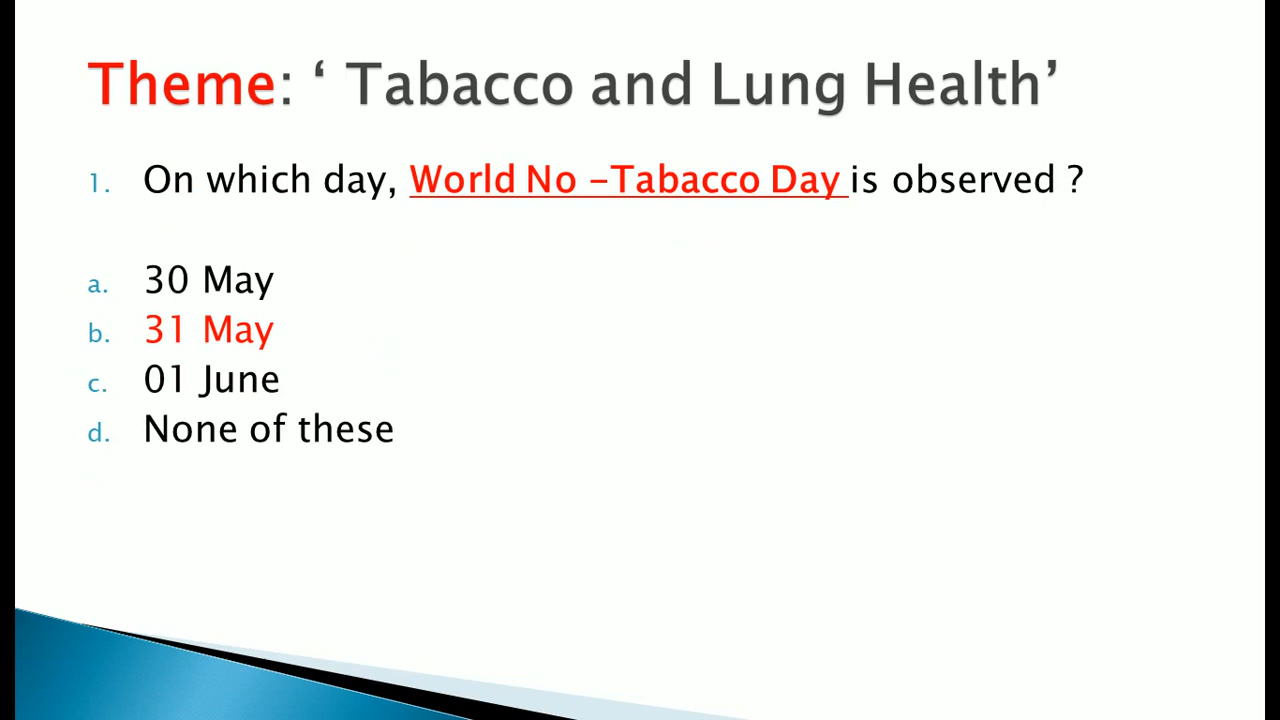 Theme: ‘ Tabacco and Lung Health’
1. On which day, World No –Tabacco Day is observed ?
a. 30 May
b. 31 May
c. 01 June
d. None of these